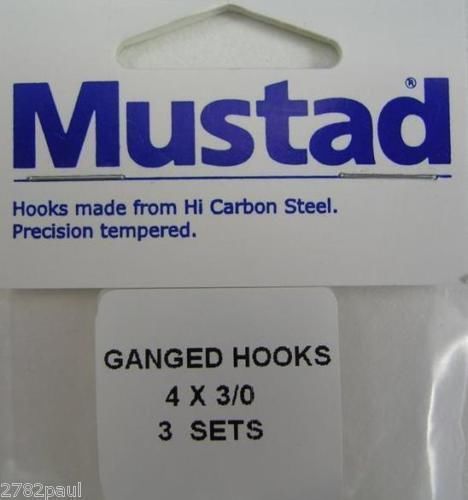 Mustad®
Hooks made from Hi Carbon Steel.
Precision tempered.
GANGED HOOKS
4 X 3/0
3 SETS
2782paul